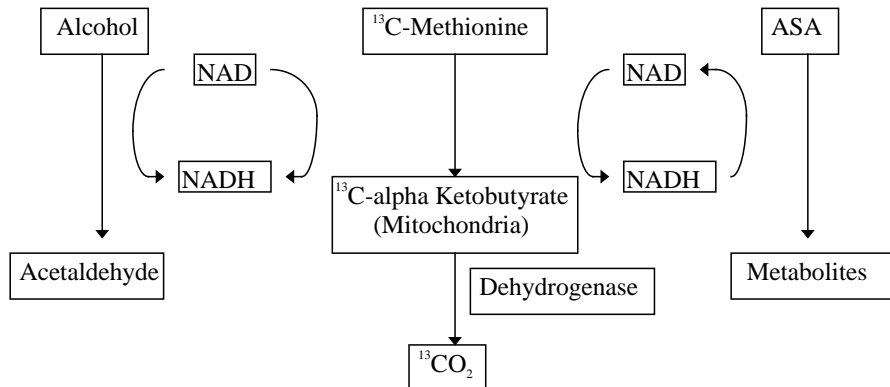 Alcohol
¹³C-Methionine
ASA
NAD
NAD
NADH
NADH
¹³C-alpha Ketobutyrate
(Mitochondria)
Acetaldehyde
Dehydrogenase
Metabolites
¹³CO₂